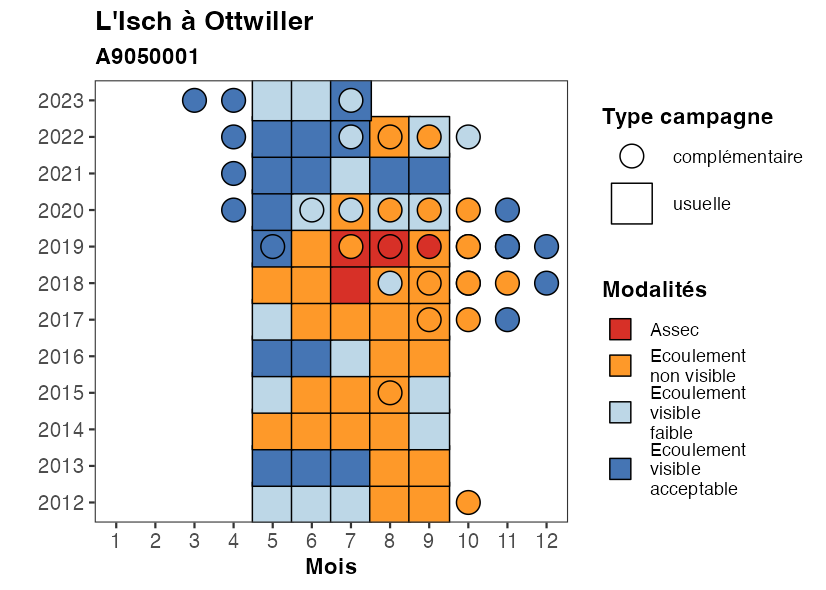 L'Isch à Ottwiller
A9050001
2023
2022
2021
2020
2019
2018
2017
2016
2015
2014
2013
2012
1 2 3 4 5 6 7 8 9 10 11 12
Mois
Type campagne
complémentaire
usuelle
Modalités
Assec
Ecoulement
non visible
Ecoulement
visible
faible
Ecoulement
visible
acceptable